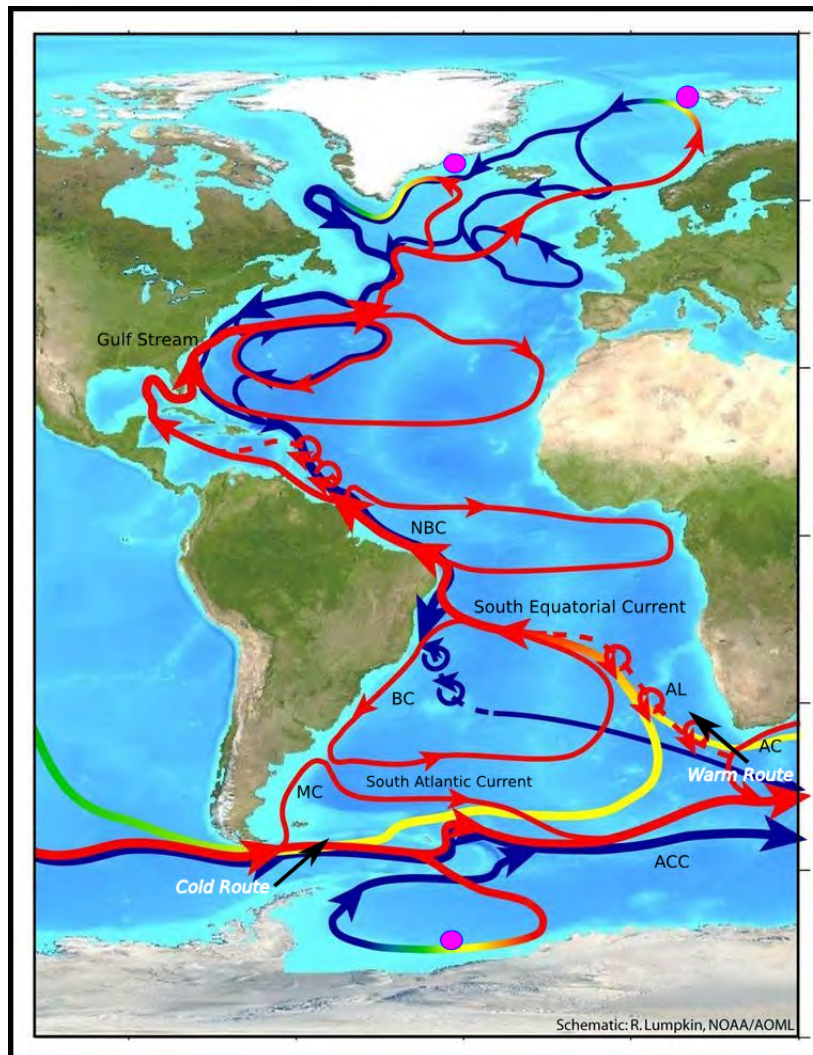 Gulf Stream
NBC
South Equatorial Current
BC
AL
AC
Warm Route
South Atlantic Current
MC
ACC
Cold Route
Schematic: R. Lumpkin, NOAA/AOML